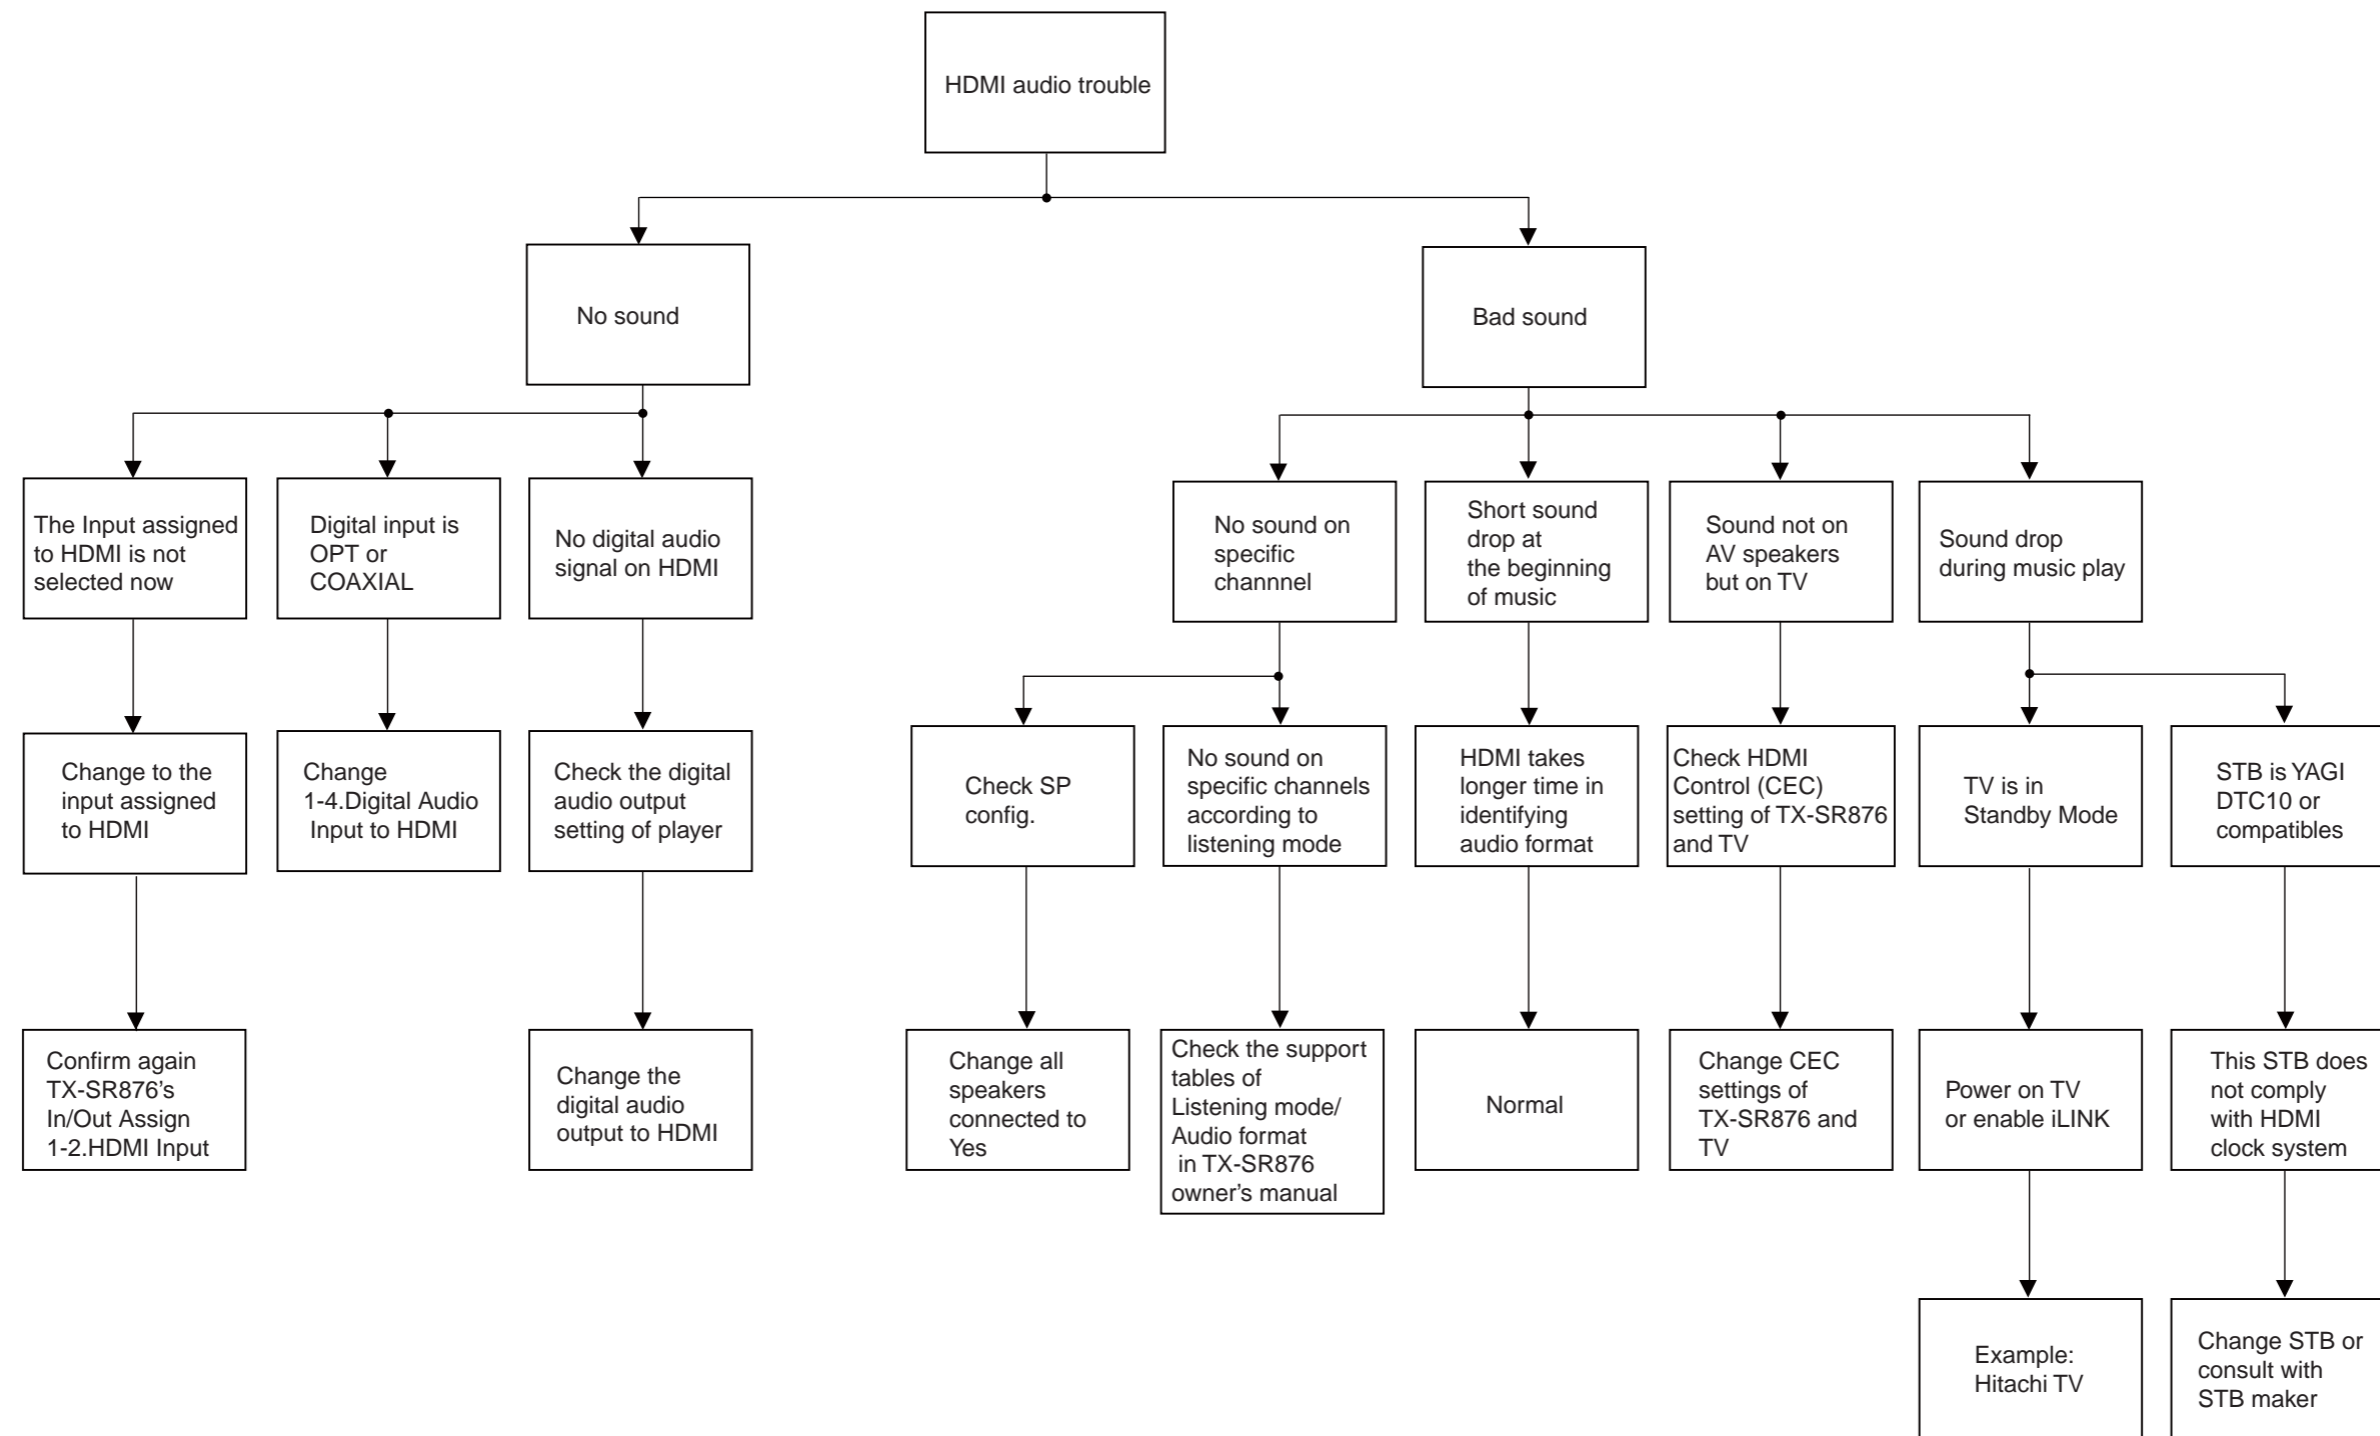 HDMI audio trouble
No sound
Bad sound
The Input assigned
to HDMI is not
selected now
Digital input is
OPT or
COAXIAL
No digital audio
signal on HDMI
No sound on
specific
channnel
Short sound
drop at
the beginning
of music
Sound not on
AV speakers
but on TV
Sound drop
during music play
Change to the
input assigned
to HDMI
Change
1-4.Digital Audio
Input to HDMI
Check the digital
audio output
setting of player
Check SP
config.
No sound on
specific channels
according to
listening mode
HDMI takes
longer time in
identifying
audio format
Check HDMI
Control (CEC)
setting of TX-SR876
and TV
TV is in
Standby Mode
STB is YAGI
DTC10 or
compatibles
Confirm again
TX-SR876’s
In/Out Assign
1-2.HDMI Input
Change the
digital audio
output to HDMI
Change all
speakers
connected to
Yes
Check the support
tables of
Listening mode/
Audio format
in TX-SR876
owner’s manual
Normal
Change CEC
settings of
TX-SR876 and
TV
Power on TV
or enable iLINK
This STB does
not comply
with HDMI
clock system
Example:
Hitachi TV
Change STB or
consult with
STB maker